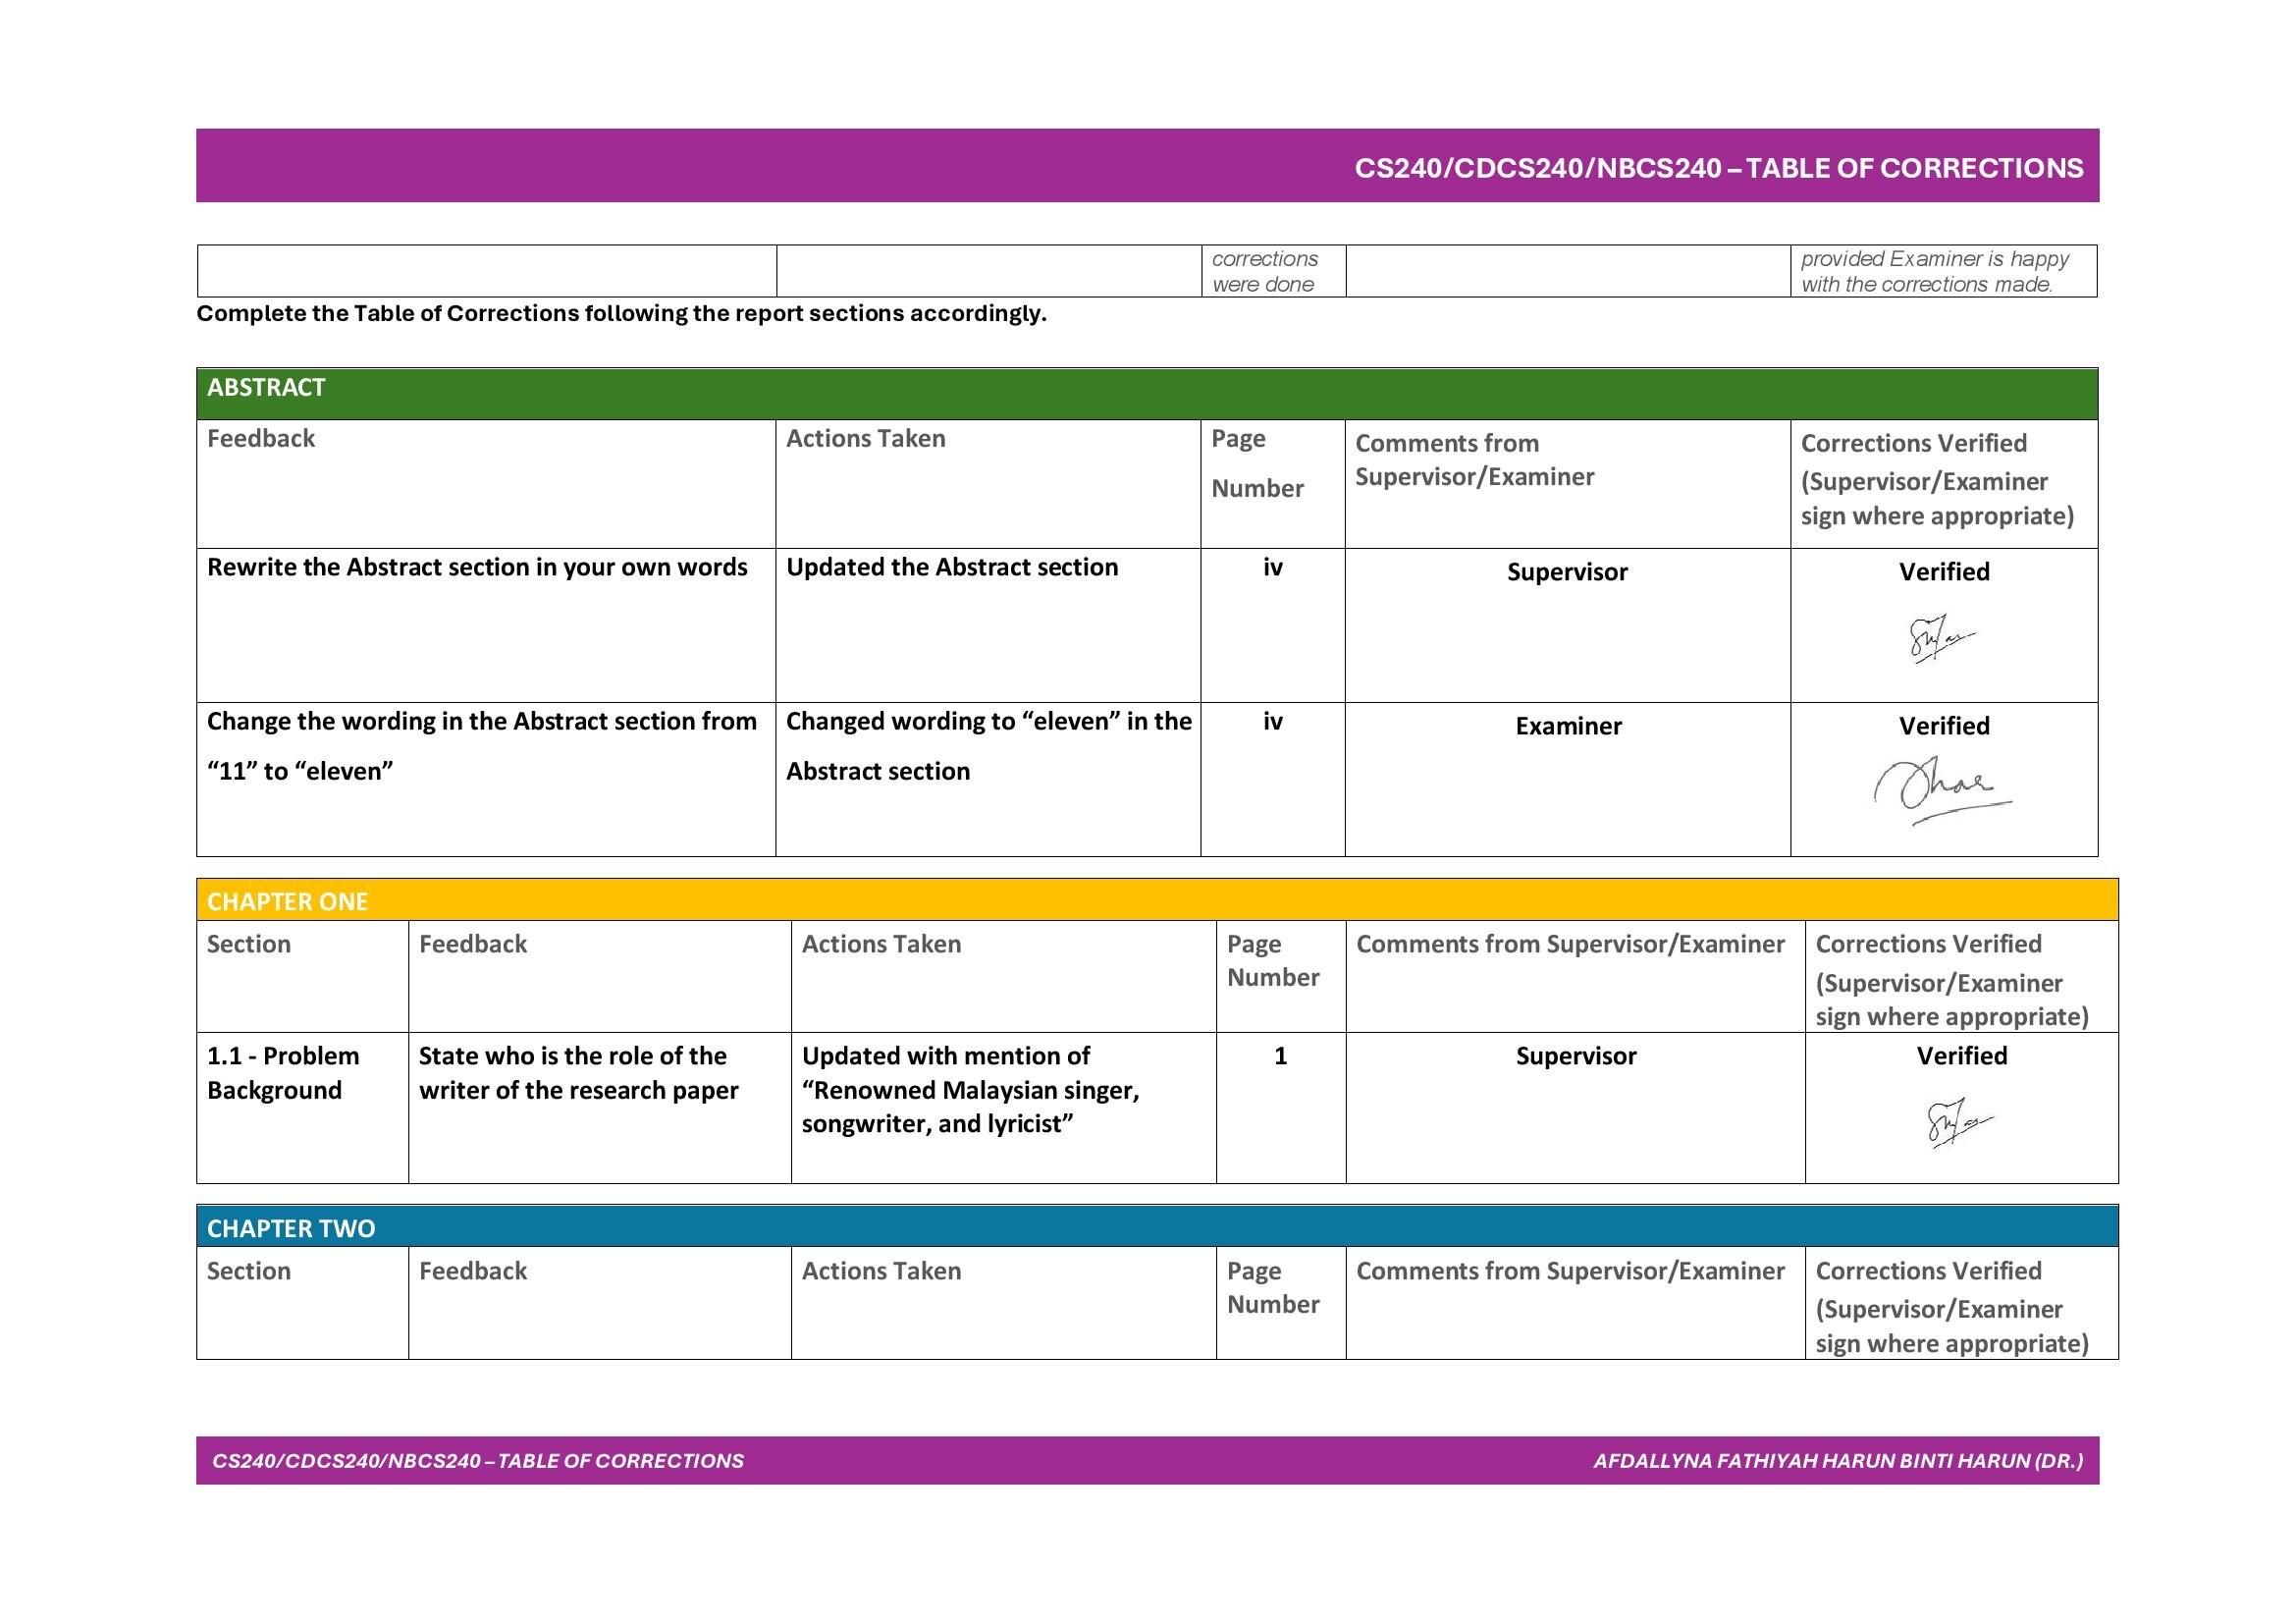 CS240/CDCS240/NBCS240 – TABLE OF CORRECTIONS
corrections
were done
provided Examiner is happy
with the corrections made.
Complete the Table of Corrections following the report sections accordingly.
ABSTRACT
Feedback
Actions Taken
Page
Number
Comments from
Supervisor/Examiner
Corrections Verified
(Supervisor/Examiner
sign where appropriate)
Rewrite the Abstract section in your own words
Updated the Abstract section
iv
Supervisor
Verified
Change the wording in the Abstract section from
“11” to “eleven”
Changed wording to “eleven” in the
Abstract section
iv
Examiner
Verified
CHAPTER ONE
Section
Feedback
Actions Taken
Page
Number
Comments from Supervisor/Examiner
Corrections Verified
(Supervisor/Examiner
sign where appropriate)
1.1 - Problem
Background
State who is the role of the
writer of the research paper
Updated with mention of
“Renowned Malaysian singer,
songwriter, and lyricist”
1
Supervisor
Verified
CHAPTER TWO
Section
Feedback
Actions Taken
Page
Number
Comments from Supervisor/Examiner
Corrections Verified
(Supervisor/Examiner
sign where appropriate)
CS240/CDCS240/NBCS240 – TABLE OF CORRECTIONS
AFDALLYNA FATHIYAH HARUN BINTI HARUN (DR.)